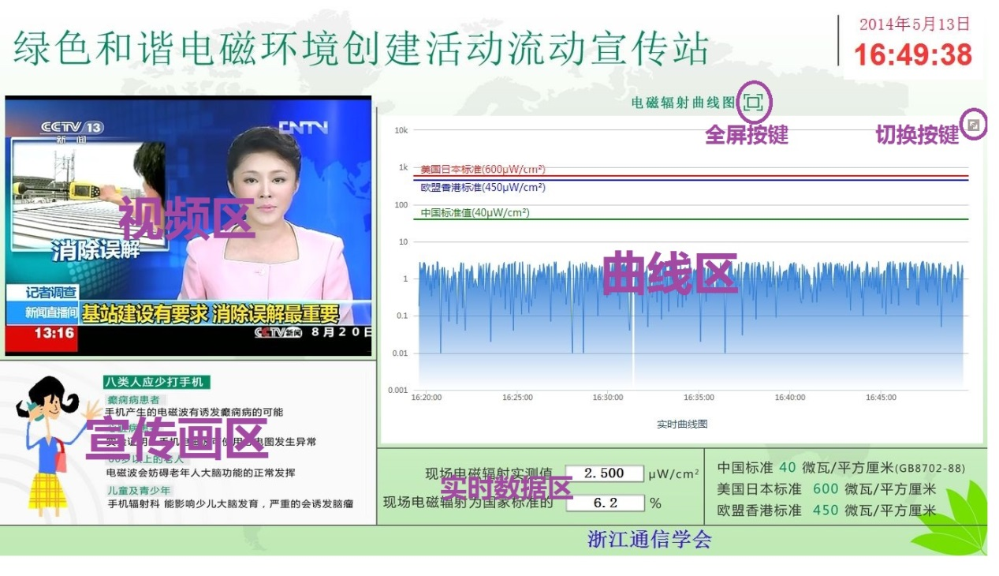 绿色和谐电磁环境创建活动流动宣传站
2014年5月13日
16:49:38
CCTV 13
新 闻
CNTV
消除误解
记者调查
新闻直播间
基站建设有要求 消除误解最重要
13:16
CCTV新闻 8月20日
视频区
电磁辐射曲线图
全屏按键
切换按键
10k
1k
100
10
1
0.1
0.01
0.001
美国日本标准(600μW/cm²)
欧盟香港标准(450μW/cm²)
中国标准值(40μW/cm²)
曲线区
16:20:00 16:25:00 16:30:00 16:35:00 16:40:00 16:45:00
实时曲线图
八类人应少打手机
癫痫病患者
手机产生的电磁波有诱发癫痫病的可能
电图发生异常
60岁以上的老人
电磁波会妨碍老年人大脑功能的正常发挥
儿童及青少年
手机辐射科 能影响少儿大脑发育，严重的会诱发脑瘤
宣传画区
现场电磁辐射实测值 2.500 μW/cm²
现场电磁辐射为国家标准的 6.2 %
实时数据区
中国标准 40 微瓦/平方厘米(GB8702-88)
美国日本标准 600 微瓦/平方厘米
欧盟香港标准 450 微瓦/平方厘米
浙江通信学会